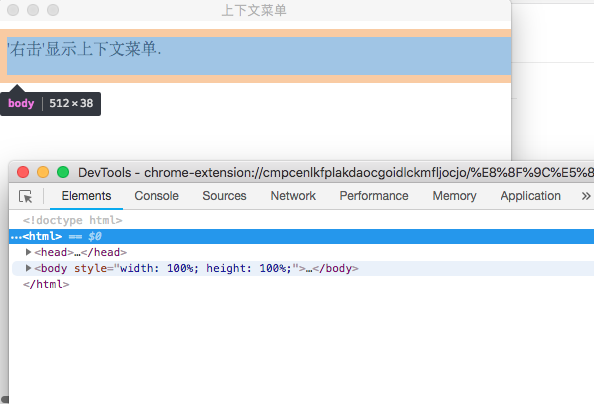 上下文菜单
'右击'显示上下文菜单.
body 512 × 38
DevTools - chrome-extension://cmpcenlkfplakdaocgoidlckmfljocjo/%E8%8F%9C%E5%8
Elements Console Sources Network Performance Memory Application »
<!doctype html>
…<html> == $0
▶<head>…</head>
▶<body style="width: 100%; height: 100%;">…</body>
</html>